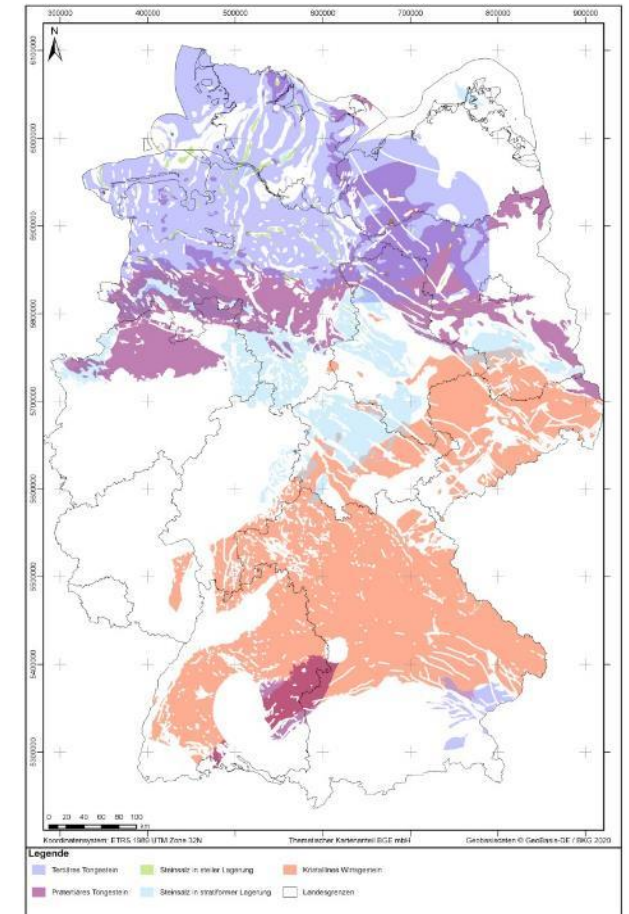 300000 400000 500000 600000 700000 800000 900000
N
6100000
6000000
5900000
5800000
5700000
5600000
5500000
5400000
5300000
0 20 40 60 80 100
km
Koordinatensystem: ETRS 1989 UTM Zone 32N Thematischer Kartenanteil BGE mbH Geobasisdaten © GeoBasis-DE / BKG 2020
Legende
Tertiäres Tongestein Steinsalz in steiler Lagerung Kristallines Wirtsgestein
Prätertiäres Tongestein Steinsalz in stratiformer Lagerung Landesgrenzen